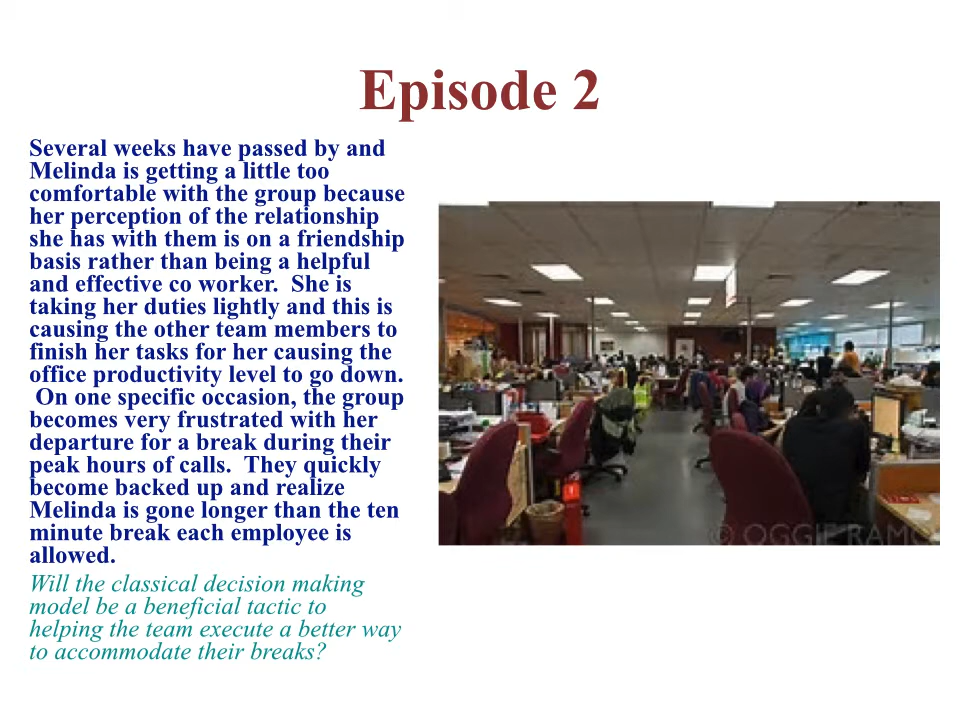 Episode 2
Several weeks have passed by and
Melinda is getting a little too
comfortable with the group because
her perception of the relationship
she has with them is on a friendship
basis rather than being a helpful
and effective co worker.  She is
taking her duties lightly and this is
causing the other team members to
finish her tasks for her causing the
office productivity level to go down.
On one specific occasion, the group
becomes very frustrated with her
departure for a break during their
peak hours of calls.  They quickly
become backed up and realize
Melinda is gone longer than the ten
minute break each employee is
allowed.
Will the classical decision making
model be a beneficial tactic to
helping the team execute a better way
to accommodate their breaks?
© OGGIE RAMO